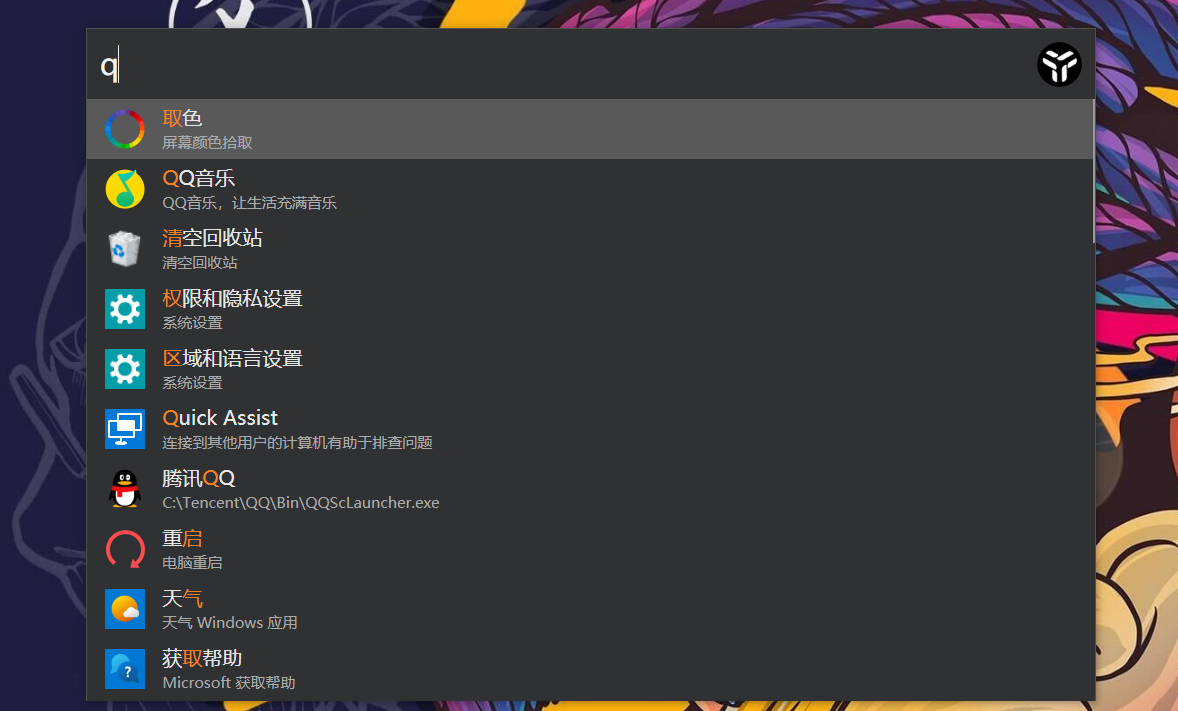 q
取色
屏幕颜色拾取
QQ音乐
QQ音乐，让生活充满音乐
清空回收站
清空回收站
权限和隐私设置
系统设置
区域和语言设置
系统设置
Quick Assist
连接到其他用户的计算机有助于排查问题
腾讯QQ
C:\Tencent\QQ\Bin\QQScLauncher.exe
重启
电脑重启
天气
天气 Windows 应用
获取帮助
Microsoft 获取帮助